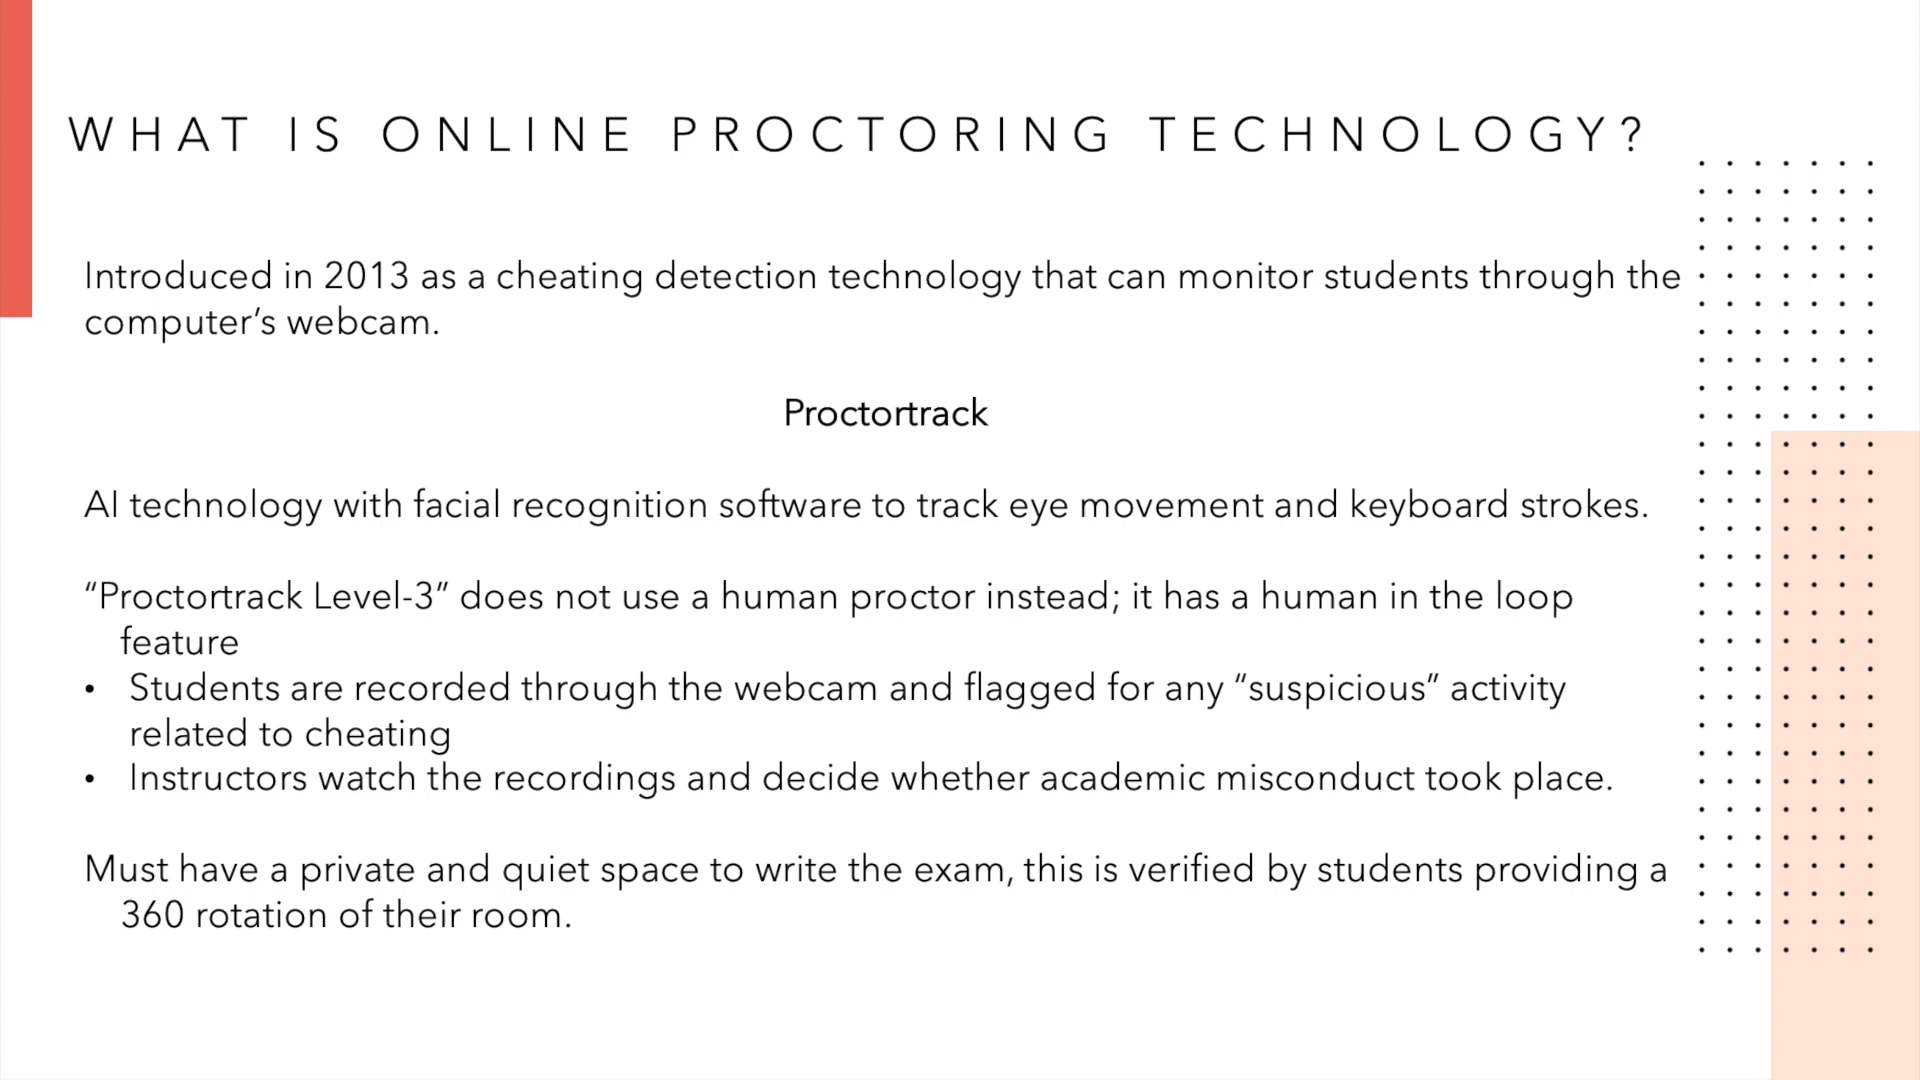 WHAT IS ONLINE PROCTORING TECHNOLOGY?
Introduced in 2013 as a cheating detection technology that can monitor students through the
computer’s webcam.
Proctortrack
AI technology with facial recognition software to track eye movement and keyboard strokes.
“Proctortrack Level-3” does not use a human proctor instead; it has a human in the loop
feature
• Students are recorded through the webcam and flagged for any “suspicious” activity
related to cheating
• Instructors watch the recordings and decide whether academic misconduct took place.
Must have a private and quiet space to write the exam, this is verified by students providing a
360 rotation of their room.